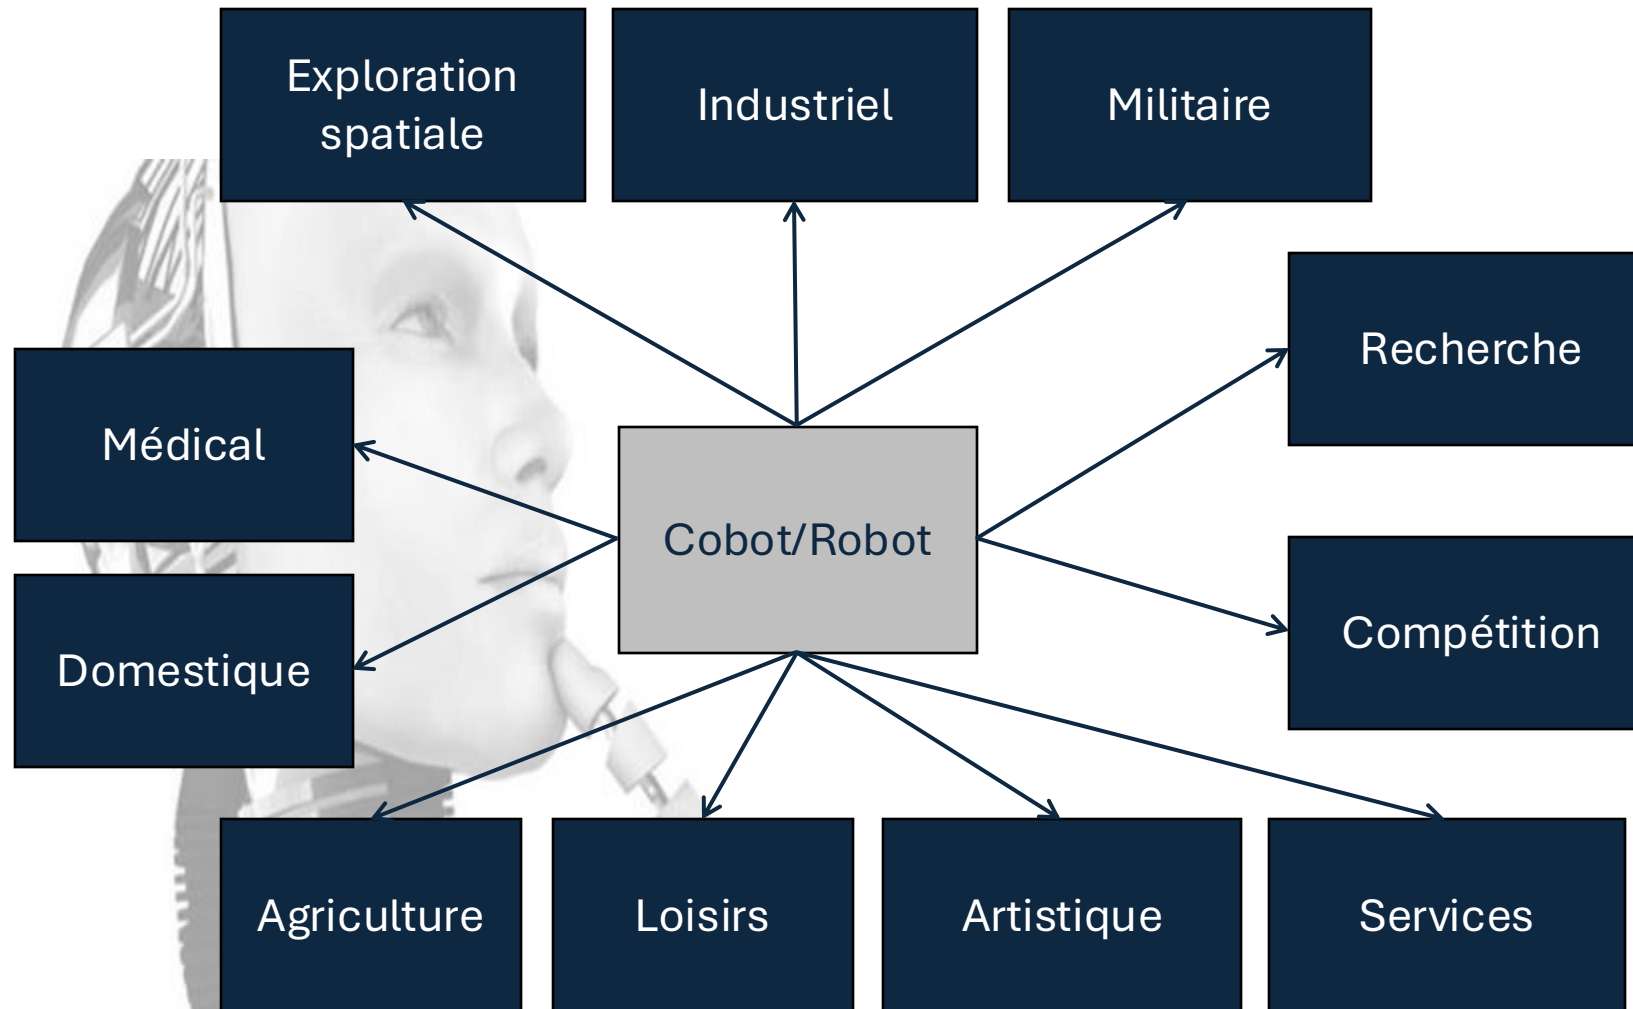 Exploration
spatiale
Industriel
Militaire
Recherche
Médical
Cobot/Robot
Compétition
Domestique
Agriculture
Loisirs
Artistique
Services